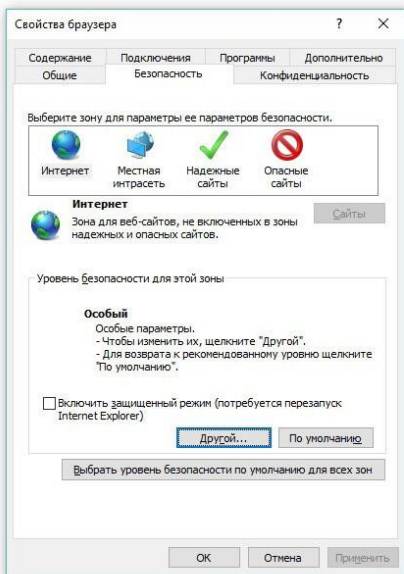 Свойства браузера ? ×
Содержание Подключения Программы Дополнительно
Общие Безопасность Конфиденциальность
Выберите зону для параметры ее параметров безопасности.
Интернет Местная интрасеть Надежные сайты Опасные сайты
Интернет
Зона для веб-сайтов, не включенных в зоны
надежных и опасных сайтов.
Сайты
Уровень безопасности для этой зоны
Особый
Особые параметры.
- Чтобы изменить их, щелкните "Другой".
- Для возврата к рекомендованному уровню щелкните
"По умолчанию".
Включить защищенный режим (потребуется перезапуск
Internet Explorer)
Другой... По умолчанию
Выбрать уровень безопасности по умолчанию для всех зон
OK Отмена Применить